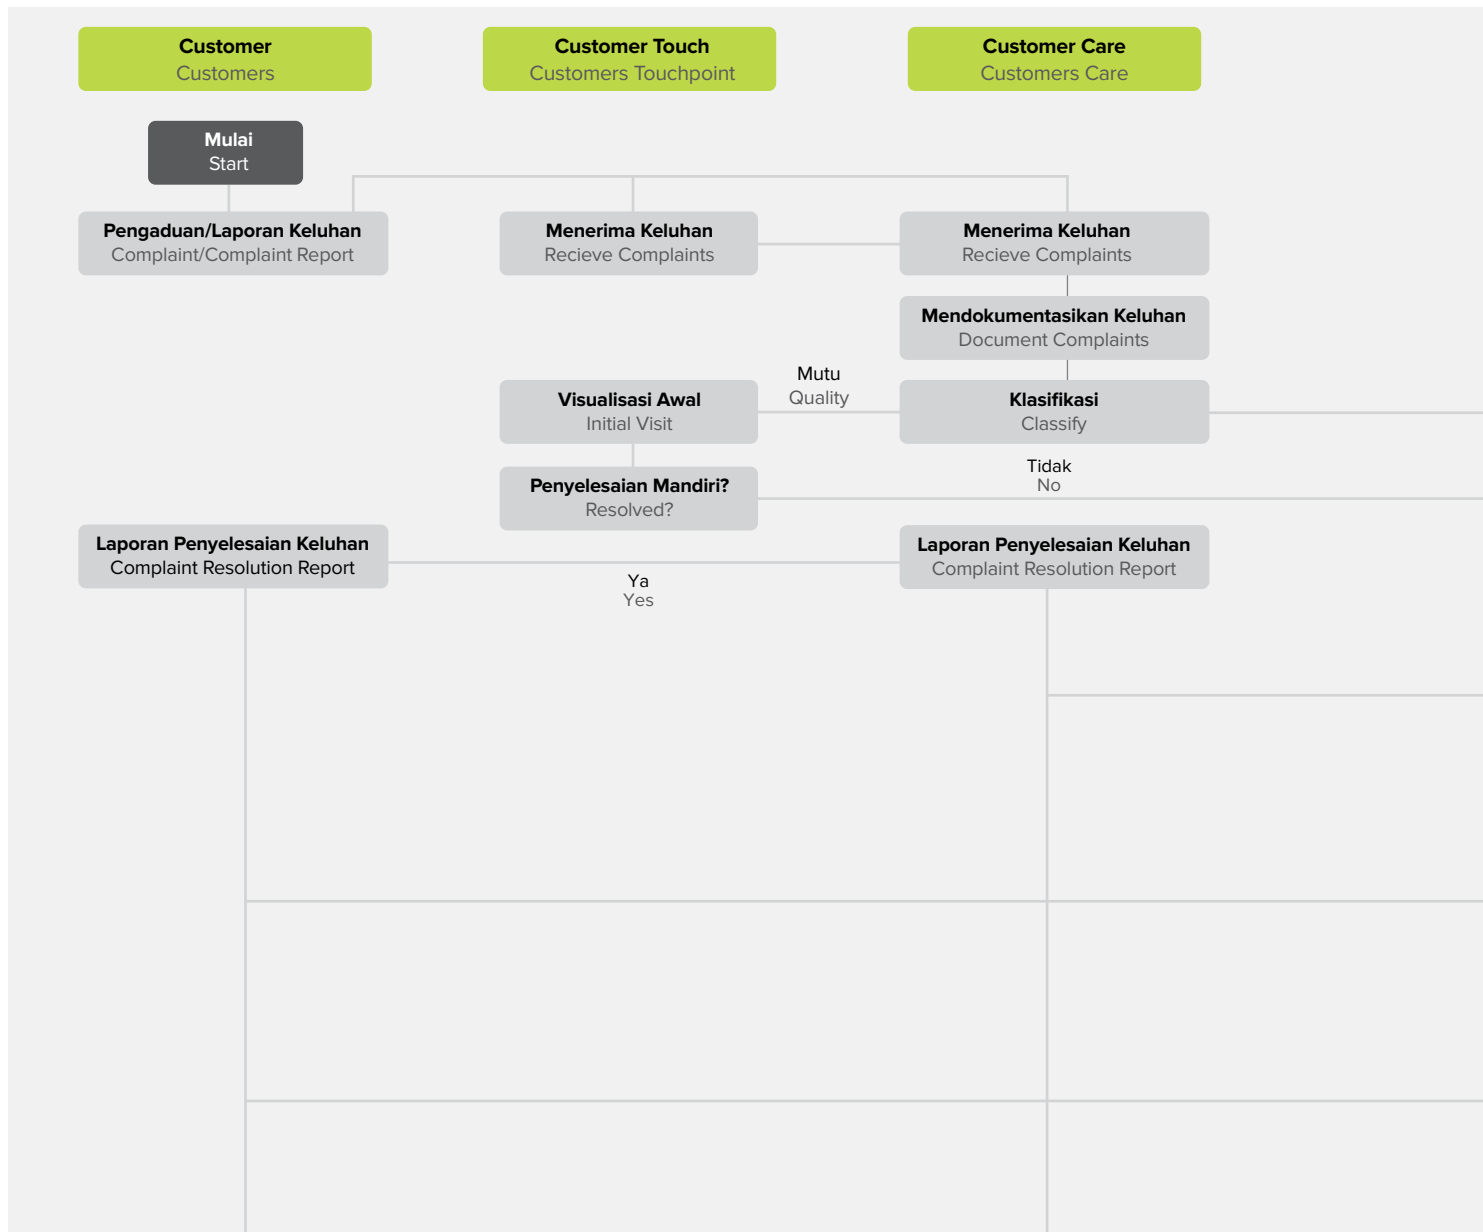 Customer
Customers
Customer Touch
Customers Touchpoint
Customer Care
Customers Care
Mulai
Start
Pengaduan/Laporan Keluhan
Complaint/Complaint Report
Menerima Keluhan
Recieve Complaints
Menerima Keluhan
Recieve Complaints
Mendokumentasikan Keluhan
Document Complaints
Visualisasi Awal
Initial Visit
Mutu
Quality
Klasifikasi
Classify
Penyelesaian Mandiri?
Resolved?
Tidak
No
Laporan Penyelesaian Keluhan
Complaint Resolution Report
Ya
Yes
Laporan Penyelesaian Keluhan
Complaint Resolution Report